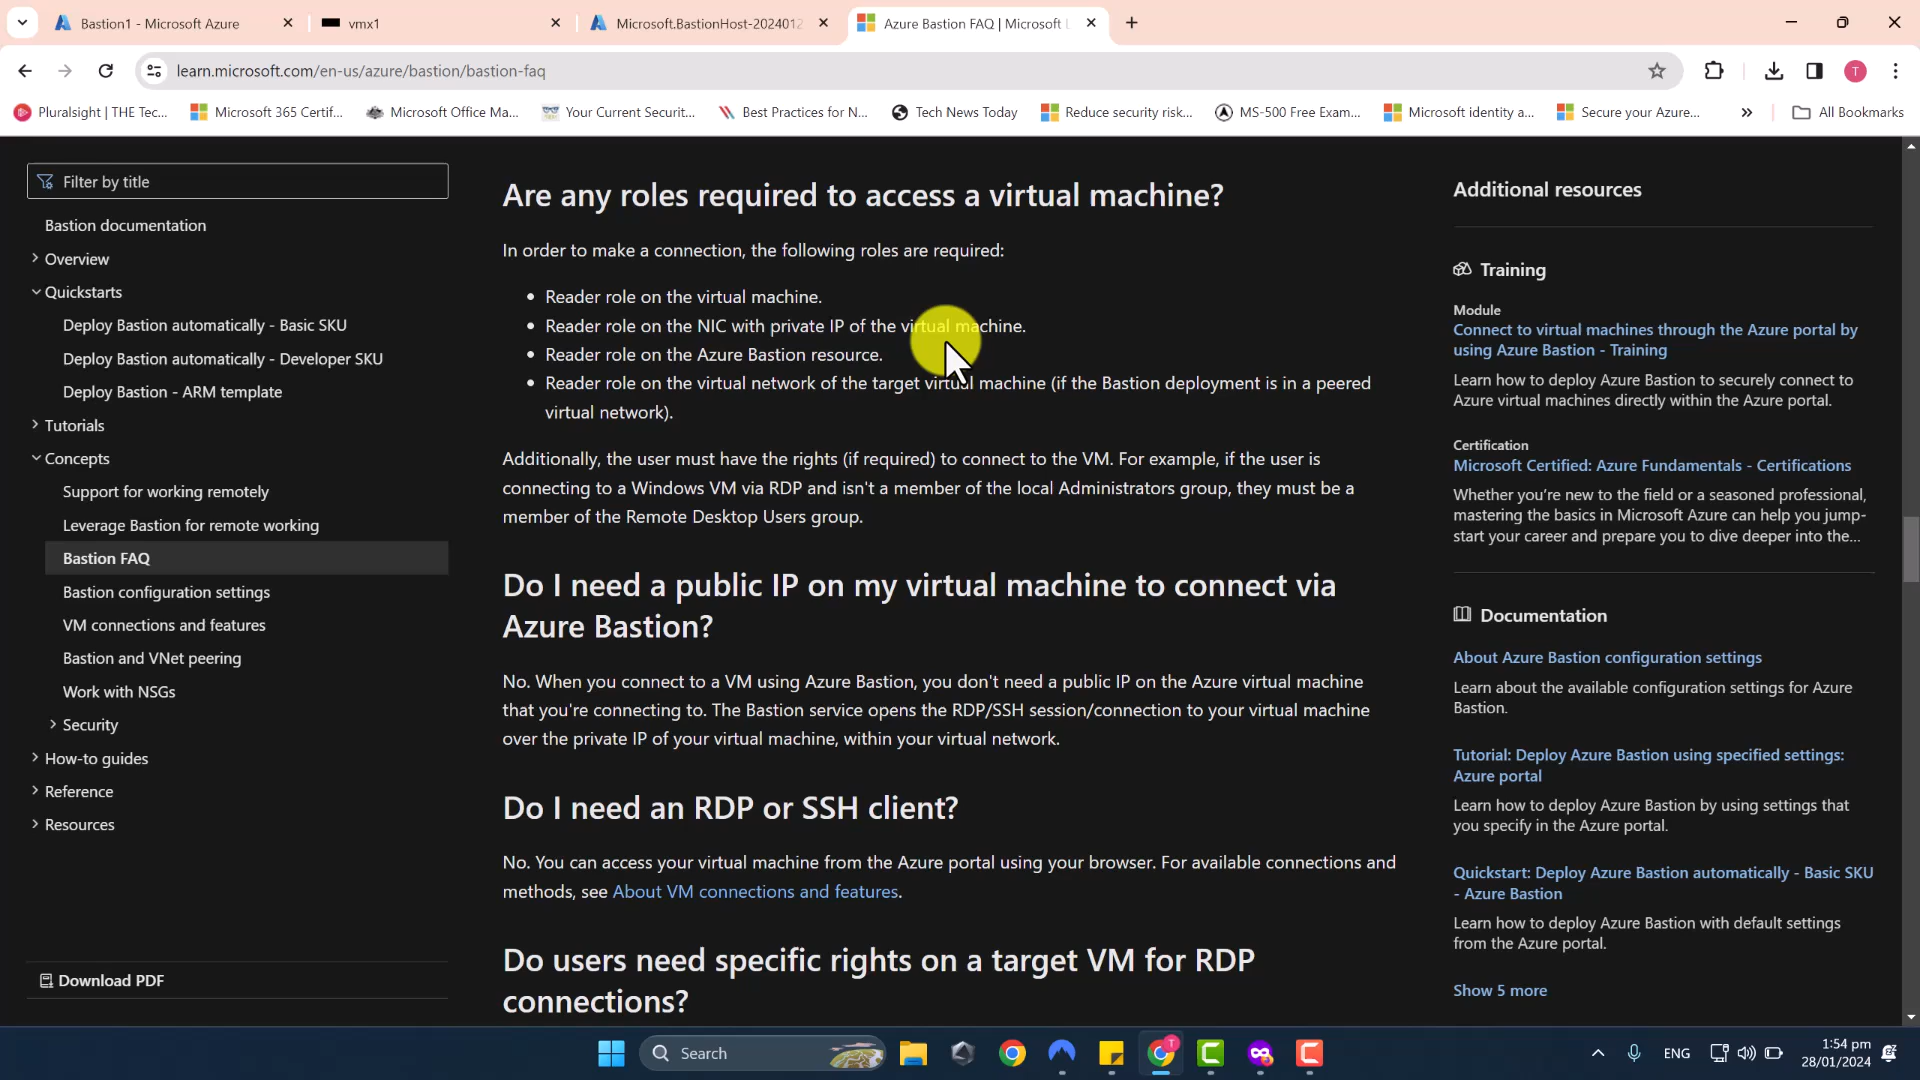 Bastion1 - Microsoft Azure
vmx1
Microsoft.BastionHost-2024012
Azure Bastion FAQ | Microsoft L
learn.microsoft.com/en-us/azure/bastion/bastion-faq
T
Pluralsight | THE Tec...
Microsoft 365 Certif...
Microsoft Office Ma...
Your Current Securit...
Best Practices for N...
Tech News Today
Reduce security risk...
MS-500 Free Exam...
Microsoft identity a...
Secure your Azure...
All Bookmarks
Filter by title
Bastion documentation
Overview
Quickstarts
Deploy Bastion automatically - Basic SKU
Deploy Bastion automatically - Developer SKU
Deploy Bastion - ARM template
Tutorials
Concepts
Support for working remotely
Leverage Bastion for remote working
Bastion FAQ
Bastion configuration settings
VM connections and features
Bastion and VNet peering
Work with NSGs
Security
How-to guides
Reference
Resources
Download PDF
Are any roles required to access a virtual machine?
In order to make a connection, the following roles are required:
• Reader role on the virtual machine.
• Reader role on the NIC with private IP of the virtual machine.
• Reader role on the Azure Bastion resource.
• Reader role on the virtual network of the target virtual machine (if the Bastion deployment is in a peered
virtual network).
Additionally, the user must have the rights (if required) to connect to the VM. For example, if the user is
connecting to a Windows VM via RDP and isn't a member of the local Administrators group, they must be a
member of the Remote Desktop Users group.
Do I need a public IP on my virtual machine to connect via
Azure Bastion?
No. When you connect to a VM using Azure Bastion, you don't need a public IP on the Azure virtual machine
that you're connecting to. The Bastion service opens the RDP/SSH session/connection to your virtual machine
over the private IP of your virtual machine, within your virtual network.
Do I need an RDP or SSH client?
No. You can access your virtual machine from the Azure portal using your browser. For available connections and
methods, see About VM connections and features.
Do users need specific rights on a target VM for RDP
connections?
Additional resources
Training
Module
Connect to virtual machines through the Azure portal by
using Azure Bastion - Training
Learn how to deploy Azure Bastion to securely connect to
Azure virtual machines directly within the Azure portal.
Certification
Microsoft Certified: Azure Fundamentals - Certifications
Whether you're new to the field or a seasoned professional,
mastering the basics in Microsoft Azure can help you jump-
start your career and prepare you to dive deeper into the...
Documentation
About Azure Bastion configuration settings
Learn about the available configuration settings for Azure
Bastion.
Tutorial: Deploy Azure Bastion using specified settings:
Azure portal
Learn how to deploy Azure Bastion by using settings that
you specify in the Azure portal.
Quickstart: Deploy Azure Bastion automatically - Basic SKU
- Azure Bastion
Learn how to deploy Azure Bastion with default settings
from the Azure portal.
Show 5 more
Search
T
ENG
1:54 pm
28/01/2024